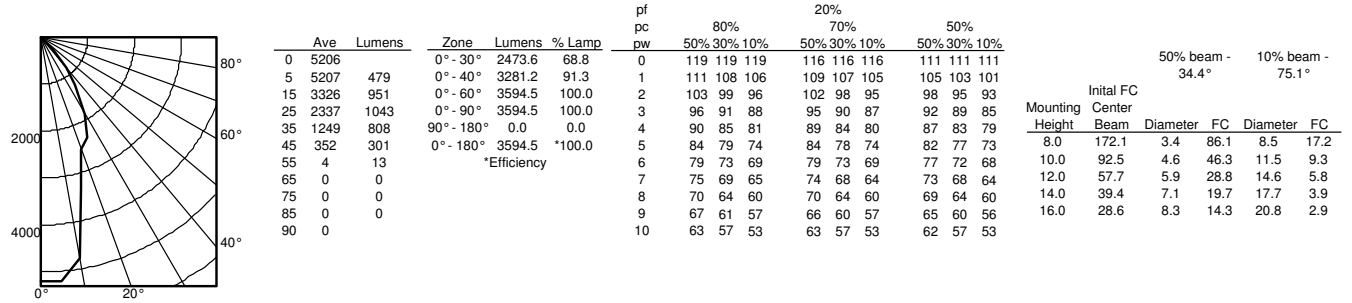 2000
4000
0° 20°
80°
60°
40°
Ave Lumens
0 5206
5 5207 479
15 3326 951
25 2337 1043
35 1249 808
45 352 301
55 4 13
65 0 0
75 0 0
85 0 0
90 0
Zone Lumens % Lamp
0°- 30° 2473.6 68.8
0°- 40° 3281.2 91.3
0°- 60° 3594.5 100.0
0°- 90° 3594.5 100.0
90°- 180° 0.0 0.0
0°- 180° 3594.5 *100.0
*Efficiency
pf 20%
pc 80% 70% 50%
pw 50% 30% 10% 50% 30% 10% 50% 30% 10%
0 119 119 119 116 116 116 111 111 111
1 111 108 106 109 107 105 105 103 101
2 103 99 96 102 98 95 98 95 93
3 96 91 88 95 90 87 92 89 85
4 90 85 81 89 84 80 87 83 79
5 84 79 74 84 78 74 82 77 73
6 79 73 69 79 73 69 77 72 68
7 75 69 65 74 68 64 73 68 64
8 70 64 60 70 64 60 69 64 60
9 67 61 57 66 60 57 65 60 56
10 63 57 53 63 57 53 62 57 53
50% beam - 10% beam -
34.4° 75.1°
Inital FC
Mounting Center
Height Beam Diameter FC Diameter FC
8.0 172.1 3.4 86.1 8.5 17.2
10.0 92.5 4.6 46.3 11.5 9.3
12.0 57.7 5.9 28.8 14.6 5.8
14.0 39.4 7.1 19.7 17.7 3.9
16.0 28.6 8.3 14.3 20.8 2.9